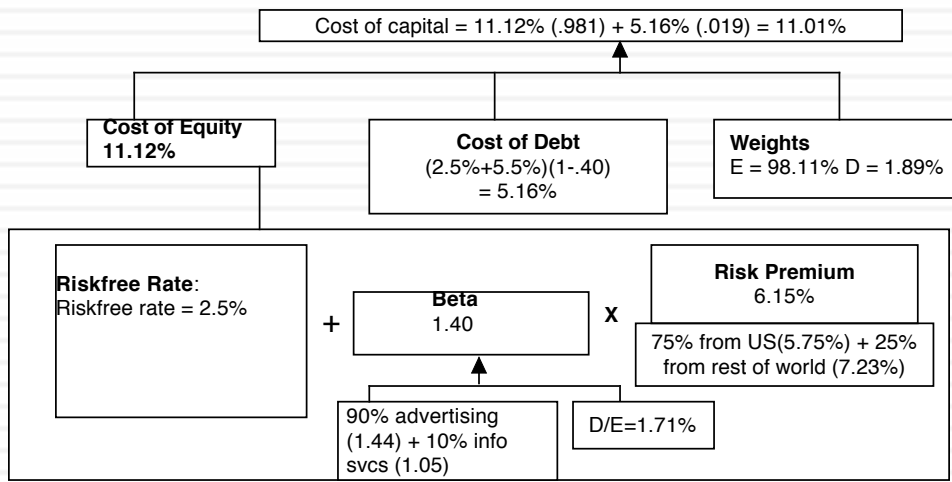 Cost of capital = 11.12% (.981) + 5.16% (.019) = 11.01%
Cost of Equity
11.12%
Cost of Debt
(2.5%+5.5%)(1-.40)
= 5.16%
Weights
E = 98.11% D = 1.89%
Riskfree Rate:
Riskfree rate = 2.5%
+
Beta
1.40
X
Risk Premium
6.15%
75% from US(5.75%) + 25%
from rest of world (7.23%)
90% advertising
(1.44) + 10% info
svcs (1.05)
D/E=1.71%